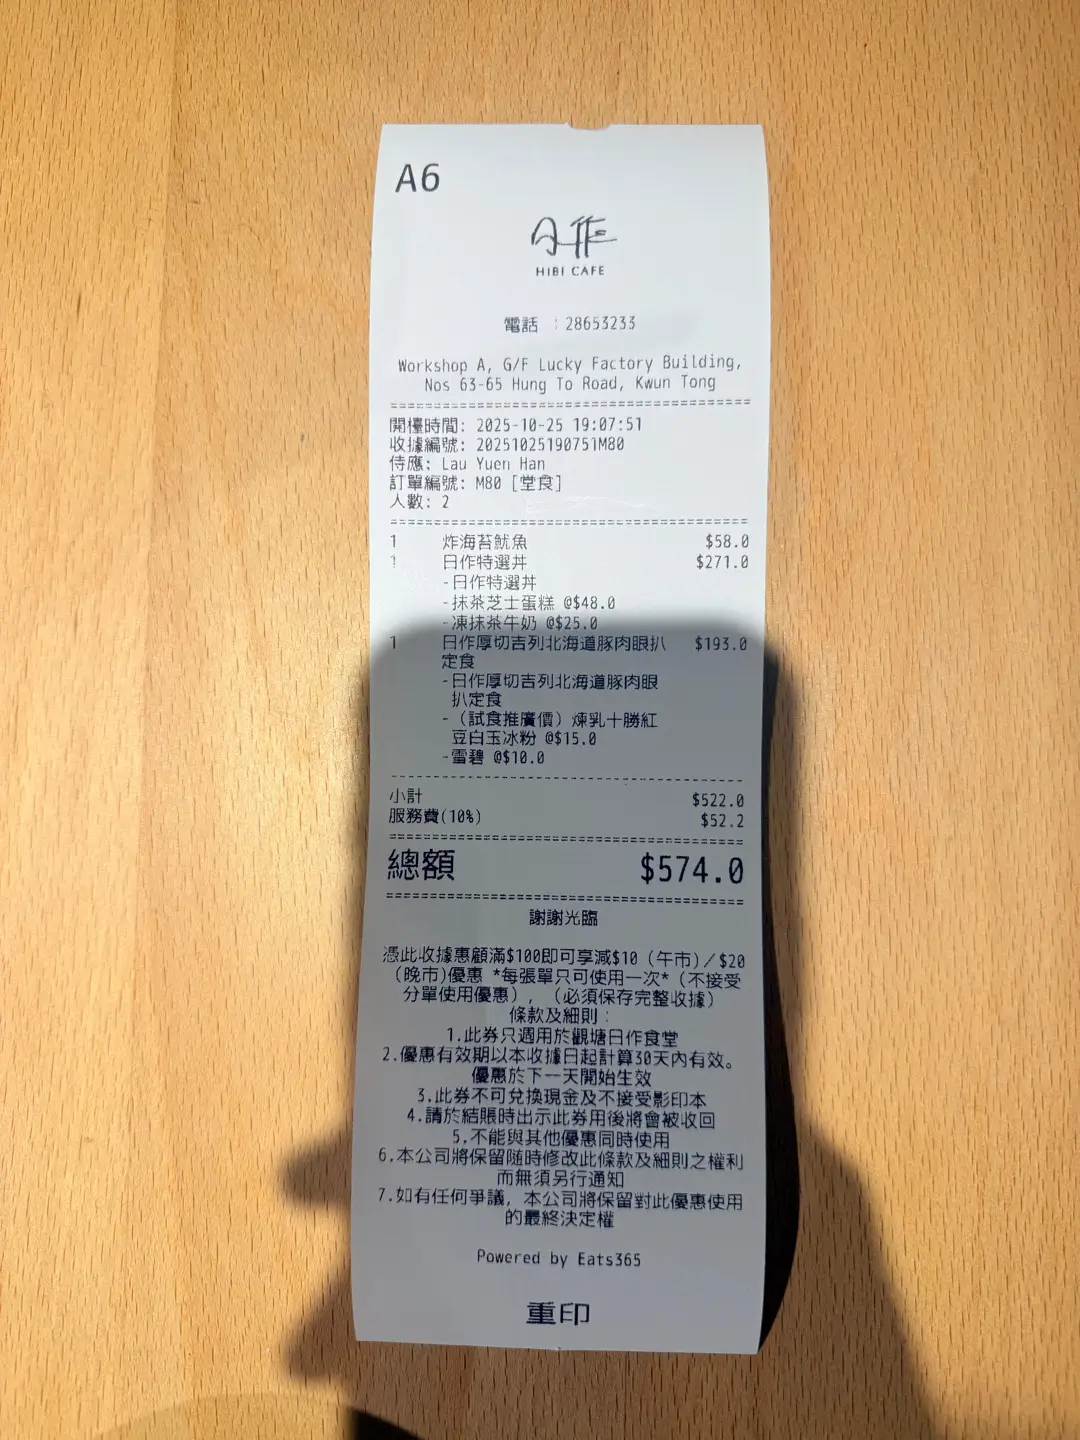 A6
日作
HIBI CAFE
電話 :28653233
Workshop A, G/F Lucky Factory Building,
Nos 63-65 Hung To Road, Kwun Tong
開檯時間: 2025-10-25 19:07:51
收據編號: 20251025190751M80
侍應: Lau Yuen Han
訂單編號: M80 [堂食]
人數: 2
1 炸海苔魷魚 $58.0
1 日作特選丼 $271.0
-日作特選丼
-抹茶芝士蛋糕 @$48.0
-凍抹茶牛奶 @$25.0
1 日作厚切吉列北海道豚肉眼扒 $193.0
定食
-日作厚切吉列北海道豚肉眼
扒定食
-（試食推廣價）煉乳十勝紅
豆白玉冰粉 @$15.0
-雪碧 @$10.0
小計 $522.0
服務費(10%) $52.2
總額 $574.0
謝謝光臨
憑此收據惠顧滿$100即可享減$10（午市）／$20
（晚市)優惠 *每張單只可使用一次*（不接受
分單使用優惠），（必須保存完整收據）
條款及細則：
1.此券只適用於觀塘日作食堂
2.優惠有效期以本收據日起計算30天內有效。
優惠於下一天開始生效
3.此券不可兌換現金及不接受影印本
4.請於結賬時出示此券用後將會被收回
5.不能與其他優惠同時使用
6.本公司將保留隨時修改此條款及細則之權利
而無須另行通知
7.如有任何爭議，本公司將保留對此優惠使用
的最終決定權
Powered by Eats365
重印